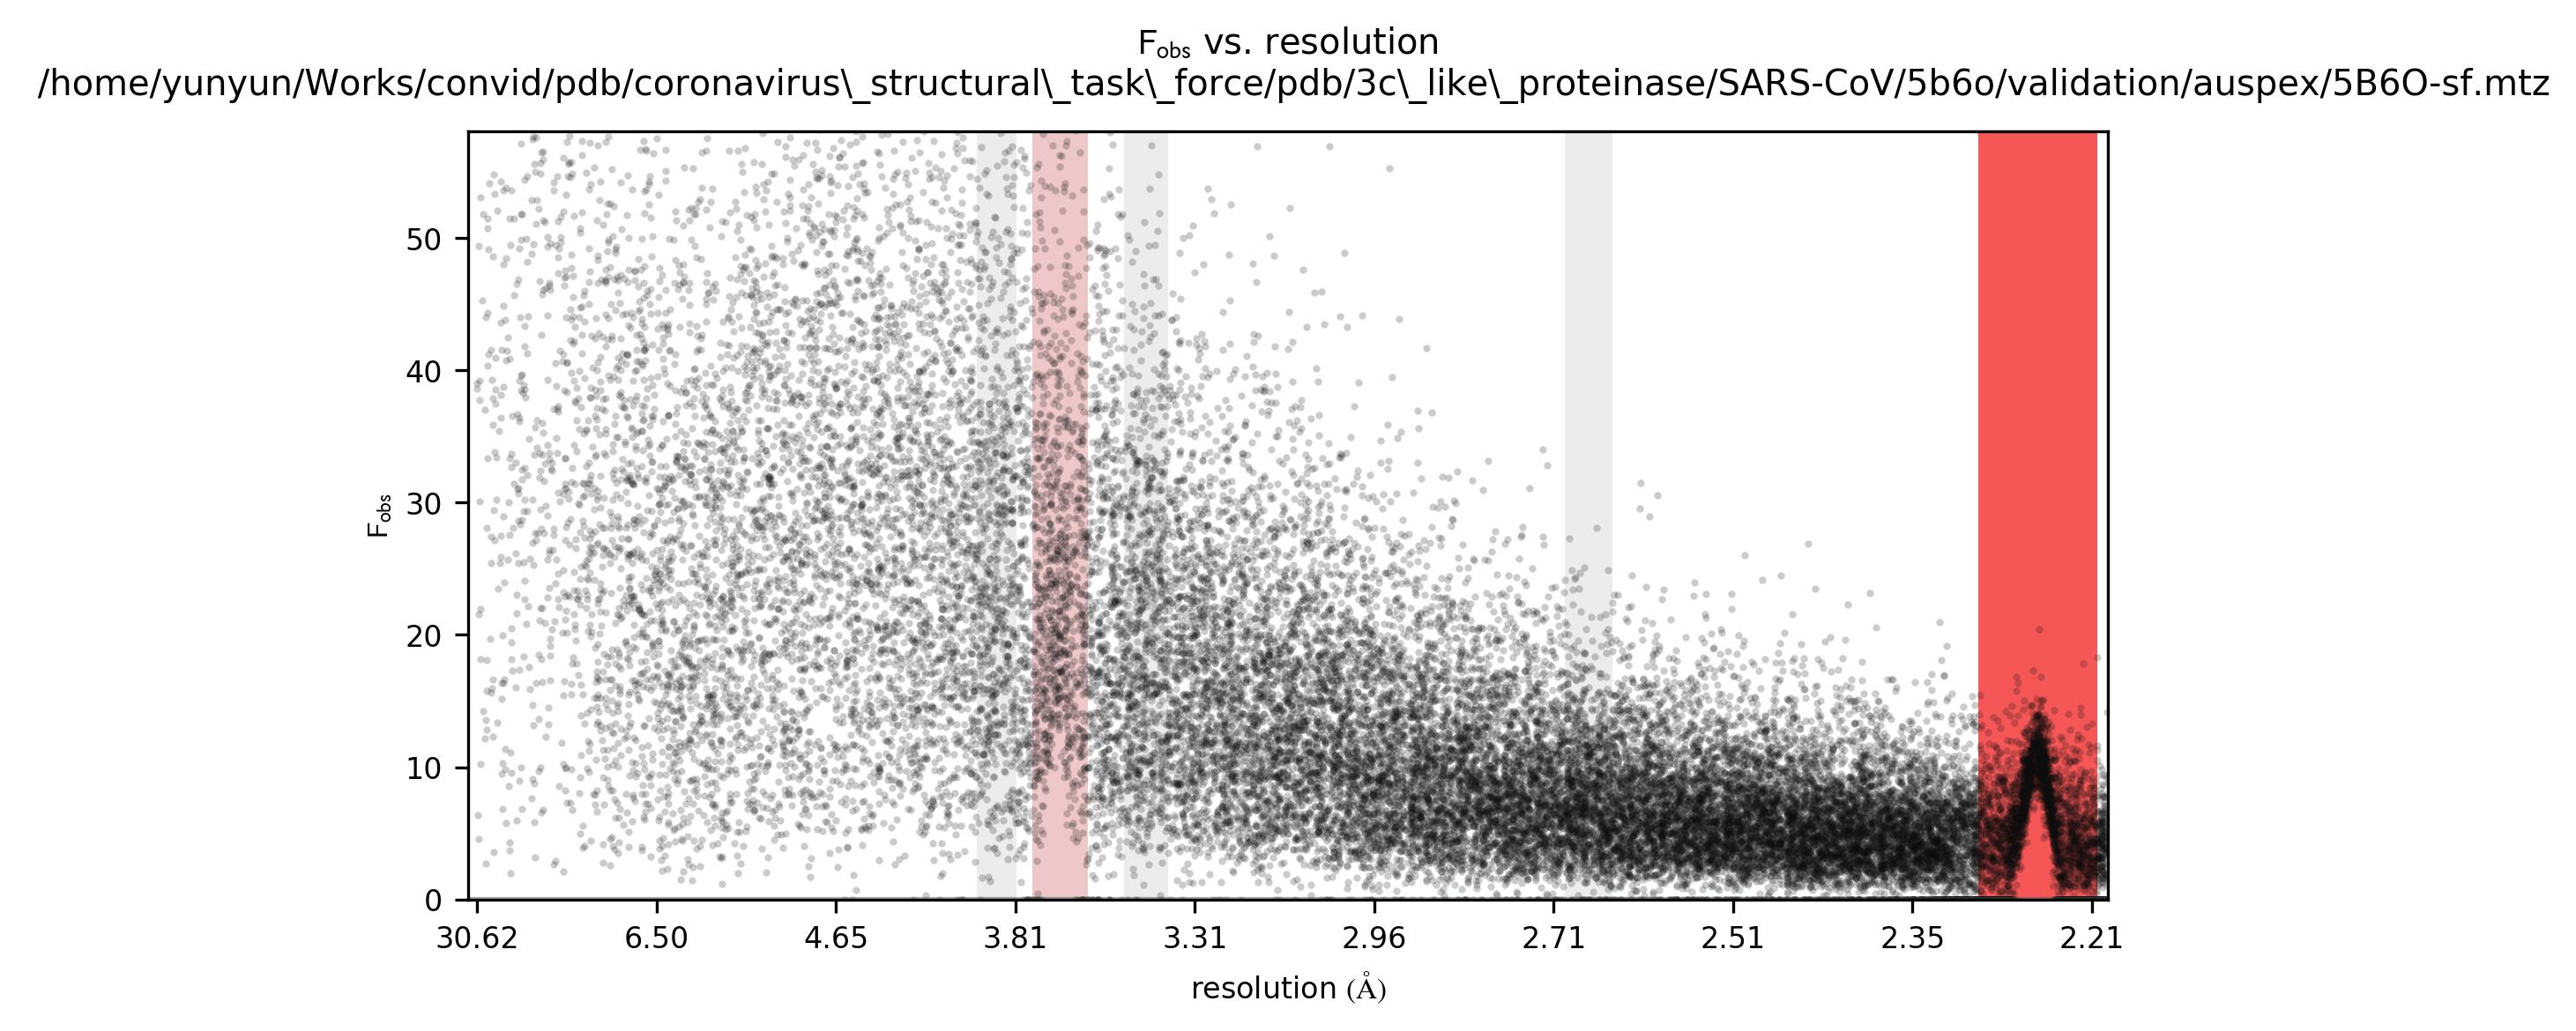 F_obs vs. resolution
/home/yunyun/Works/convid/pdb/coronavirus\_structural\_task\_force/pdb/3c\_like\_proteinase/SARS-CoV/5b6o/validation/auspex/5B6O-sf.mtz
50
40
30
20
10
0
F_obs
30.62 6.50 4.65 3.81 3.31 2.96 2.71 2.51 2.35 2.21
resolution (Å)